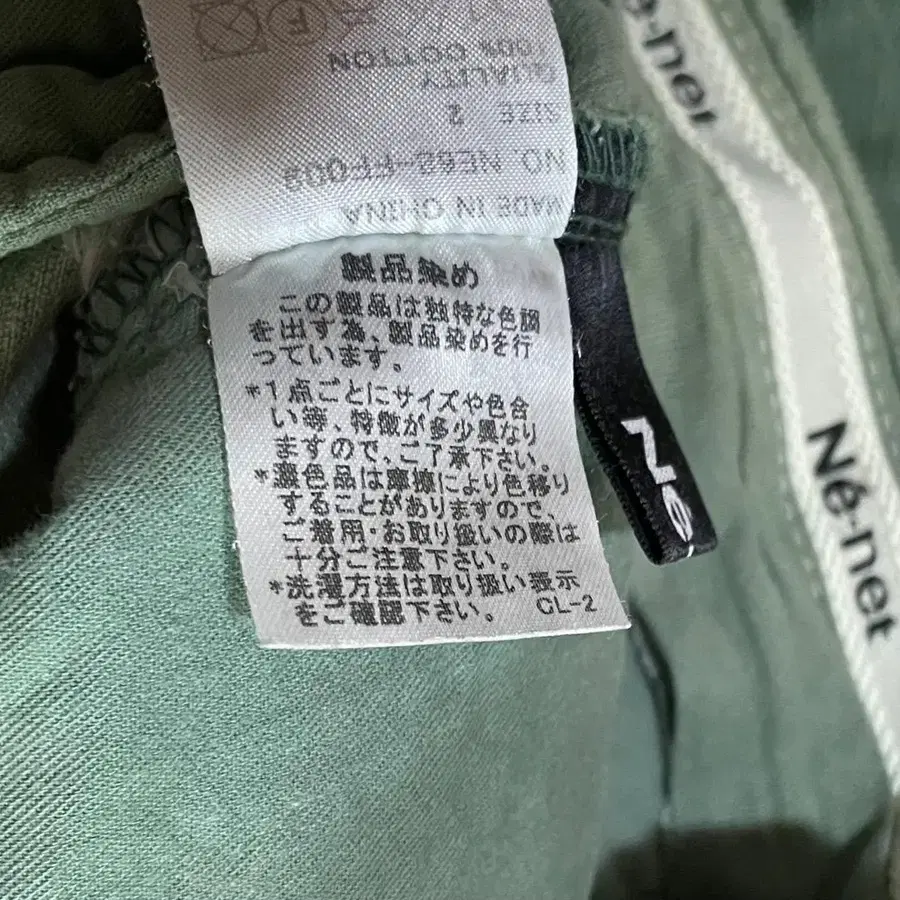 100% COTTON
QUALITY
SIZE 2
NO. NE68-FF009
MADE IN CHINA
製品染め
この製品は独特な色調
を出す為、製品染めを行
っています。
*1点ごとにサイズや色合
い等、特徴が多少異なり
ますので、ご了承下さい。
*濃色品は摩擦により色移り
することがありますので、
ご着用・お取り扱いの際は
十分ご注意下さい。
*洗濯方法は取り扱い表示
をご確認下さい。 CL-2
Né
é-net
Né-net